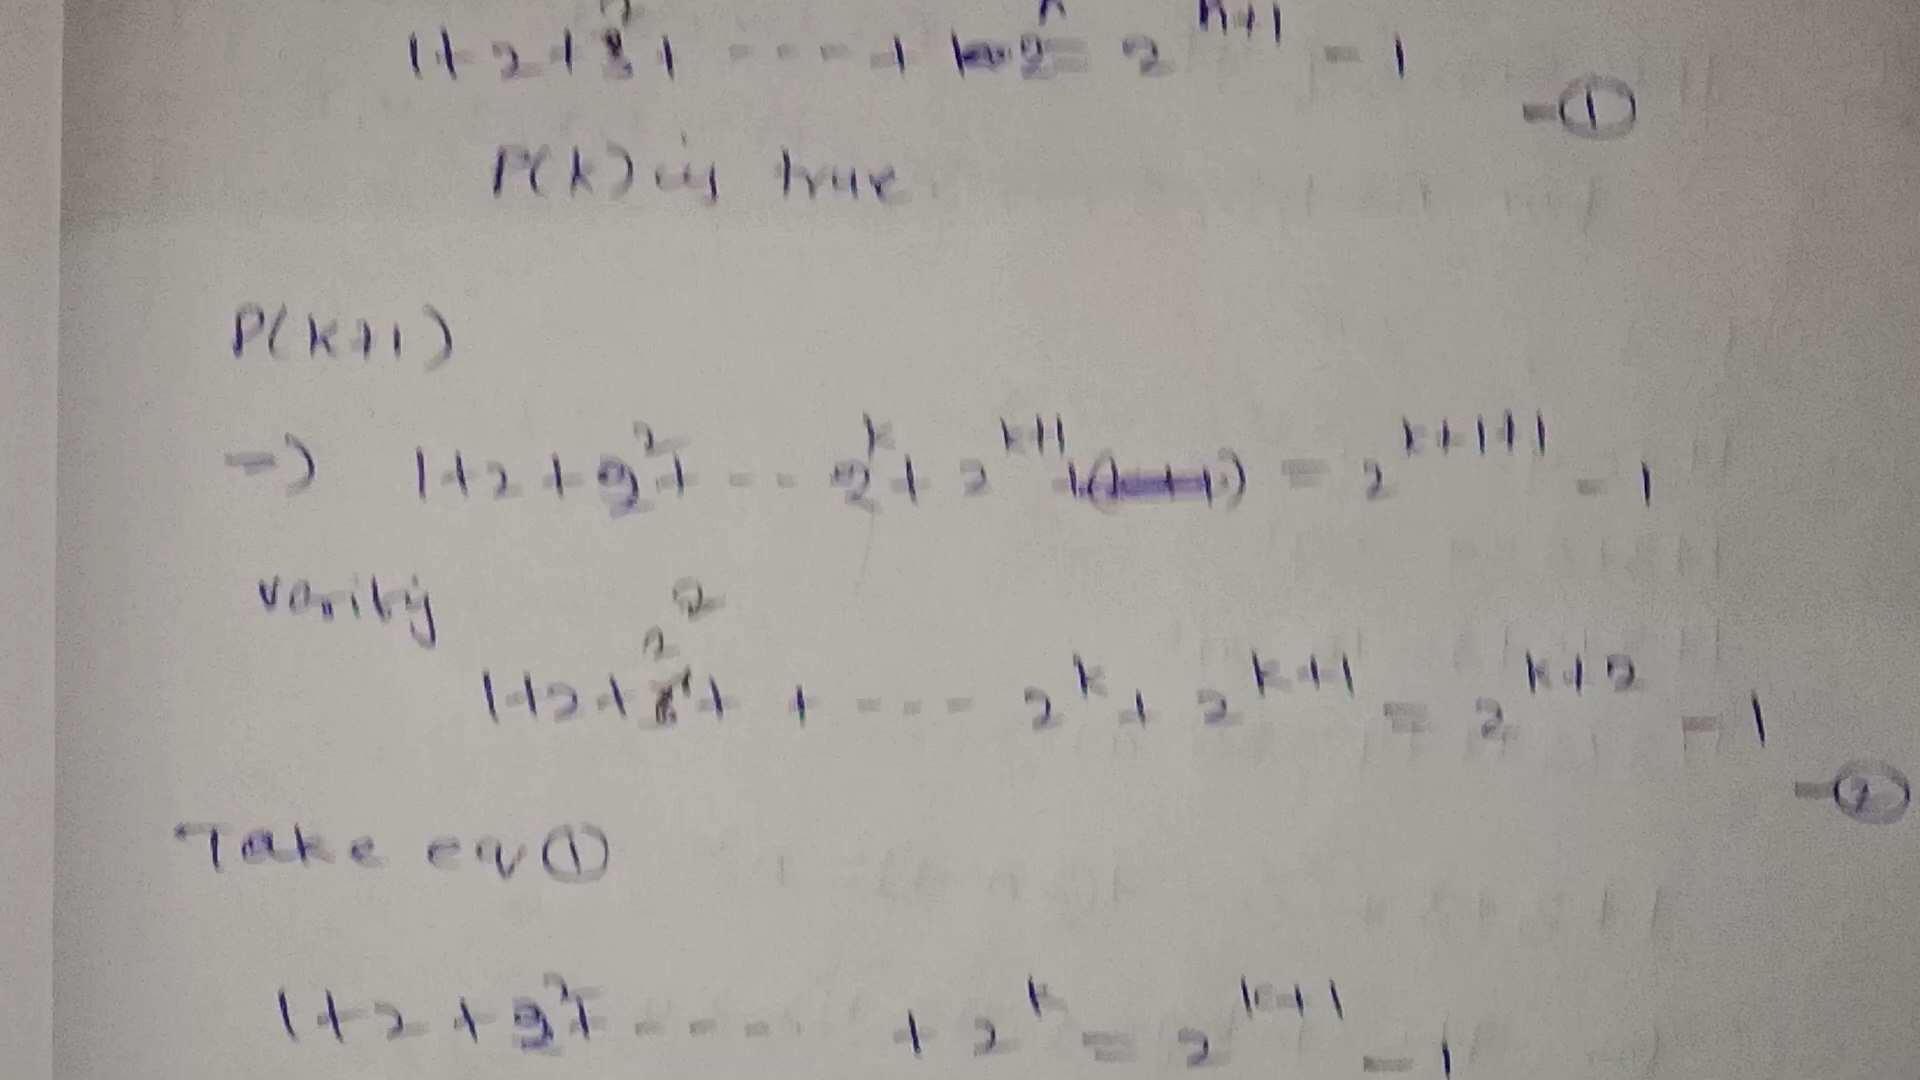 1+2+2²+ ---- + 2ᵏ = 2ᵏ⁺¹ - 1
-①
P(k) is true
P(k+1)
=> 1+2+2²+ -- 2ᵏ + 2ᵏ⁺¹ = 2ᵏ⁺¹⁺¹ - 1
varify
1+2+2²+ + --- 2ᵏ + 2ᵏ⁺¹ = 2ᵏ⁺² - 1
-②
Take eq ①
1+2+2²+ ---- + 2ᵏ = 2ᵏ⁺¹ - 1